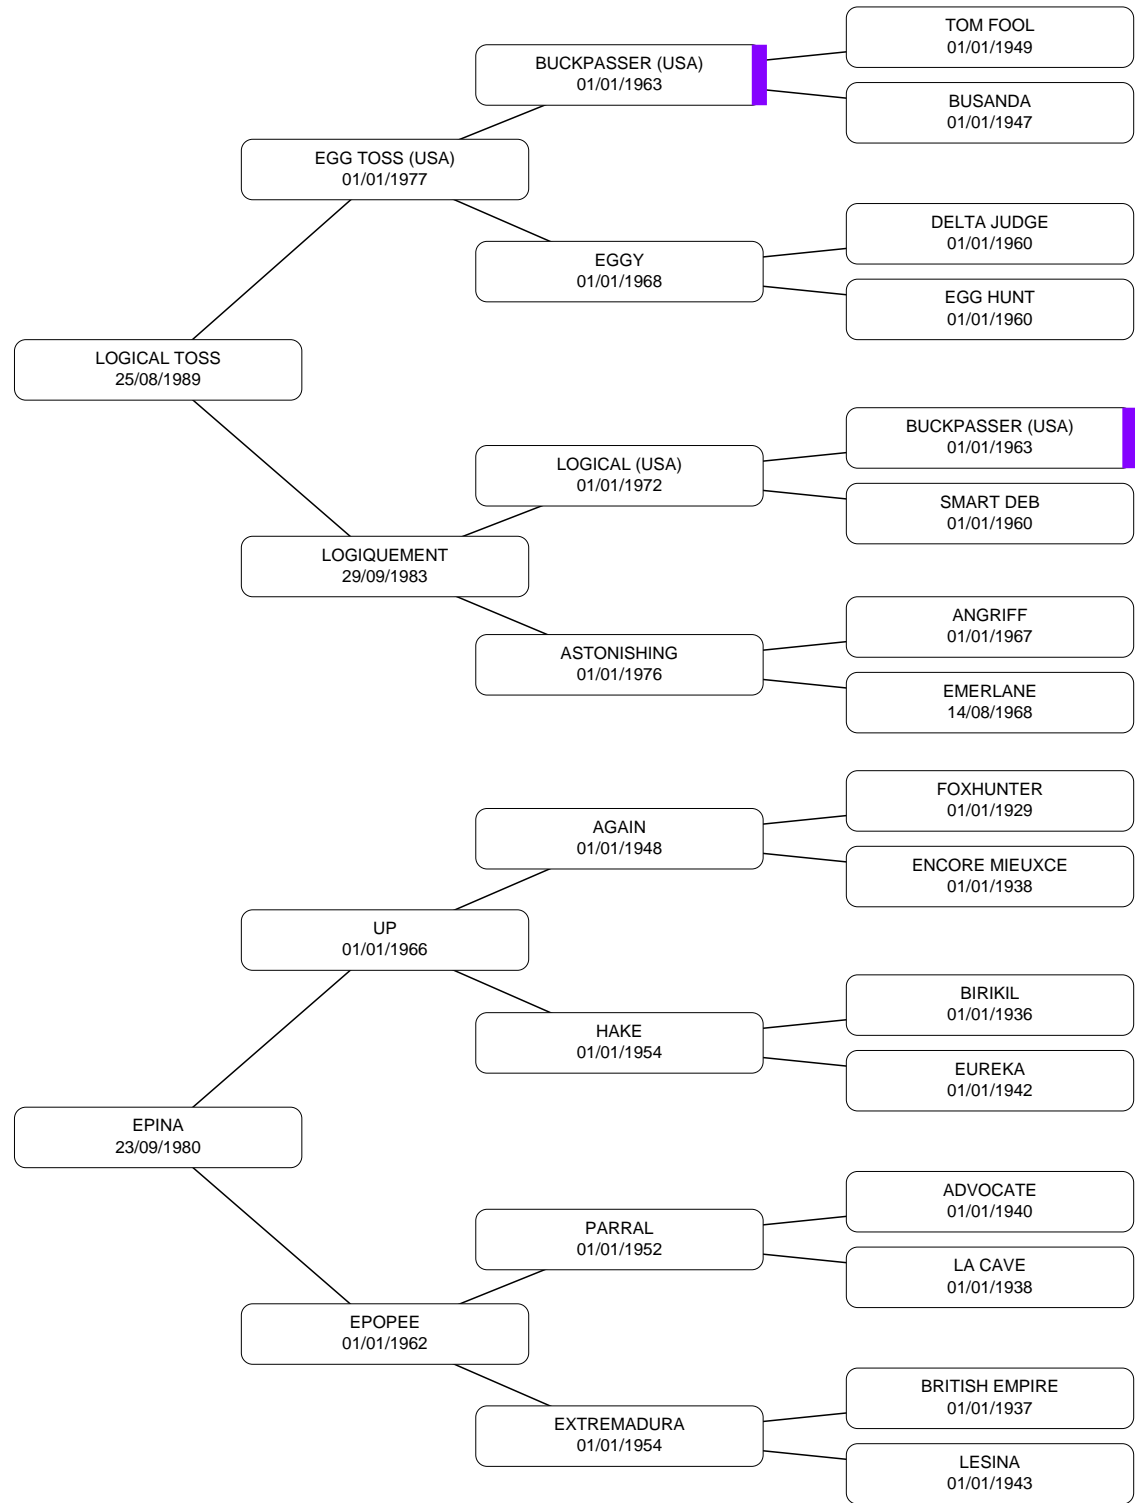 TOM FOOL
01/01/1949
BUCKPASSER (USA)
01/01/1963
BUSANDA
01/01/1947
EGG TOSS (USA)
01/01/1977
DELTA JUDGE
01/01/1960
EGGY
01/01/1968
EGG HUNT
01/01/1960
LOGICAL TOSS
25/08/1989
BUCKPASSER (USA)
01/01/1963
LOGICAL (USA)
01/01/1972
SMART DEB
01/01/1960
LOGIQUEMENT
29/09/1983
ANGRIFF
01/01/1967
ASTONISHING
01/01/1976
EMERLANE
14/08/1968
FOXHUNTER
01/01/1929
AGAIN
01/01/1948
ENCORE MIEUXCE
01/01/1938
UP
01/01/1966
BIRIKIL
01/01/1936
HAKE
01/01/1954
EUREKA
01/01/1942
EPINA
23/09/1980
ADVOCATE
01/01/1940
PARRAL
01/01/1952
LA CAVE
01/01/1938
EPOPEE
01/01/1962
BRITISH EMPIRE
01/01/1937
EXTREMADURA
01/01/1954
LESINA
01/01/1943